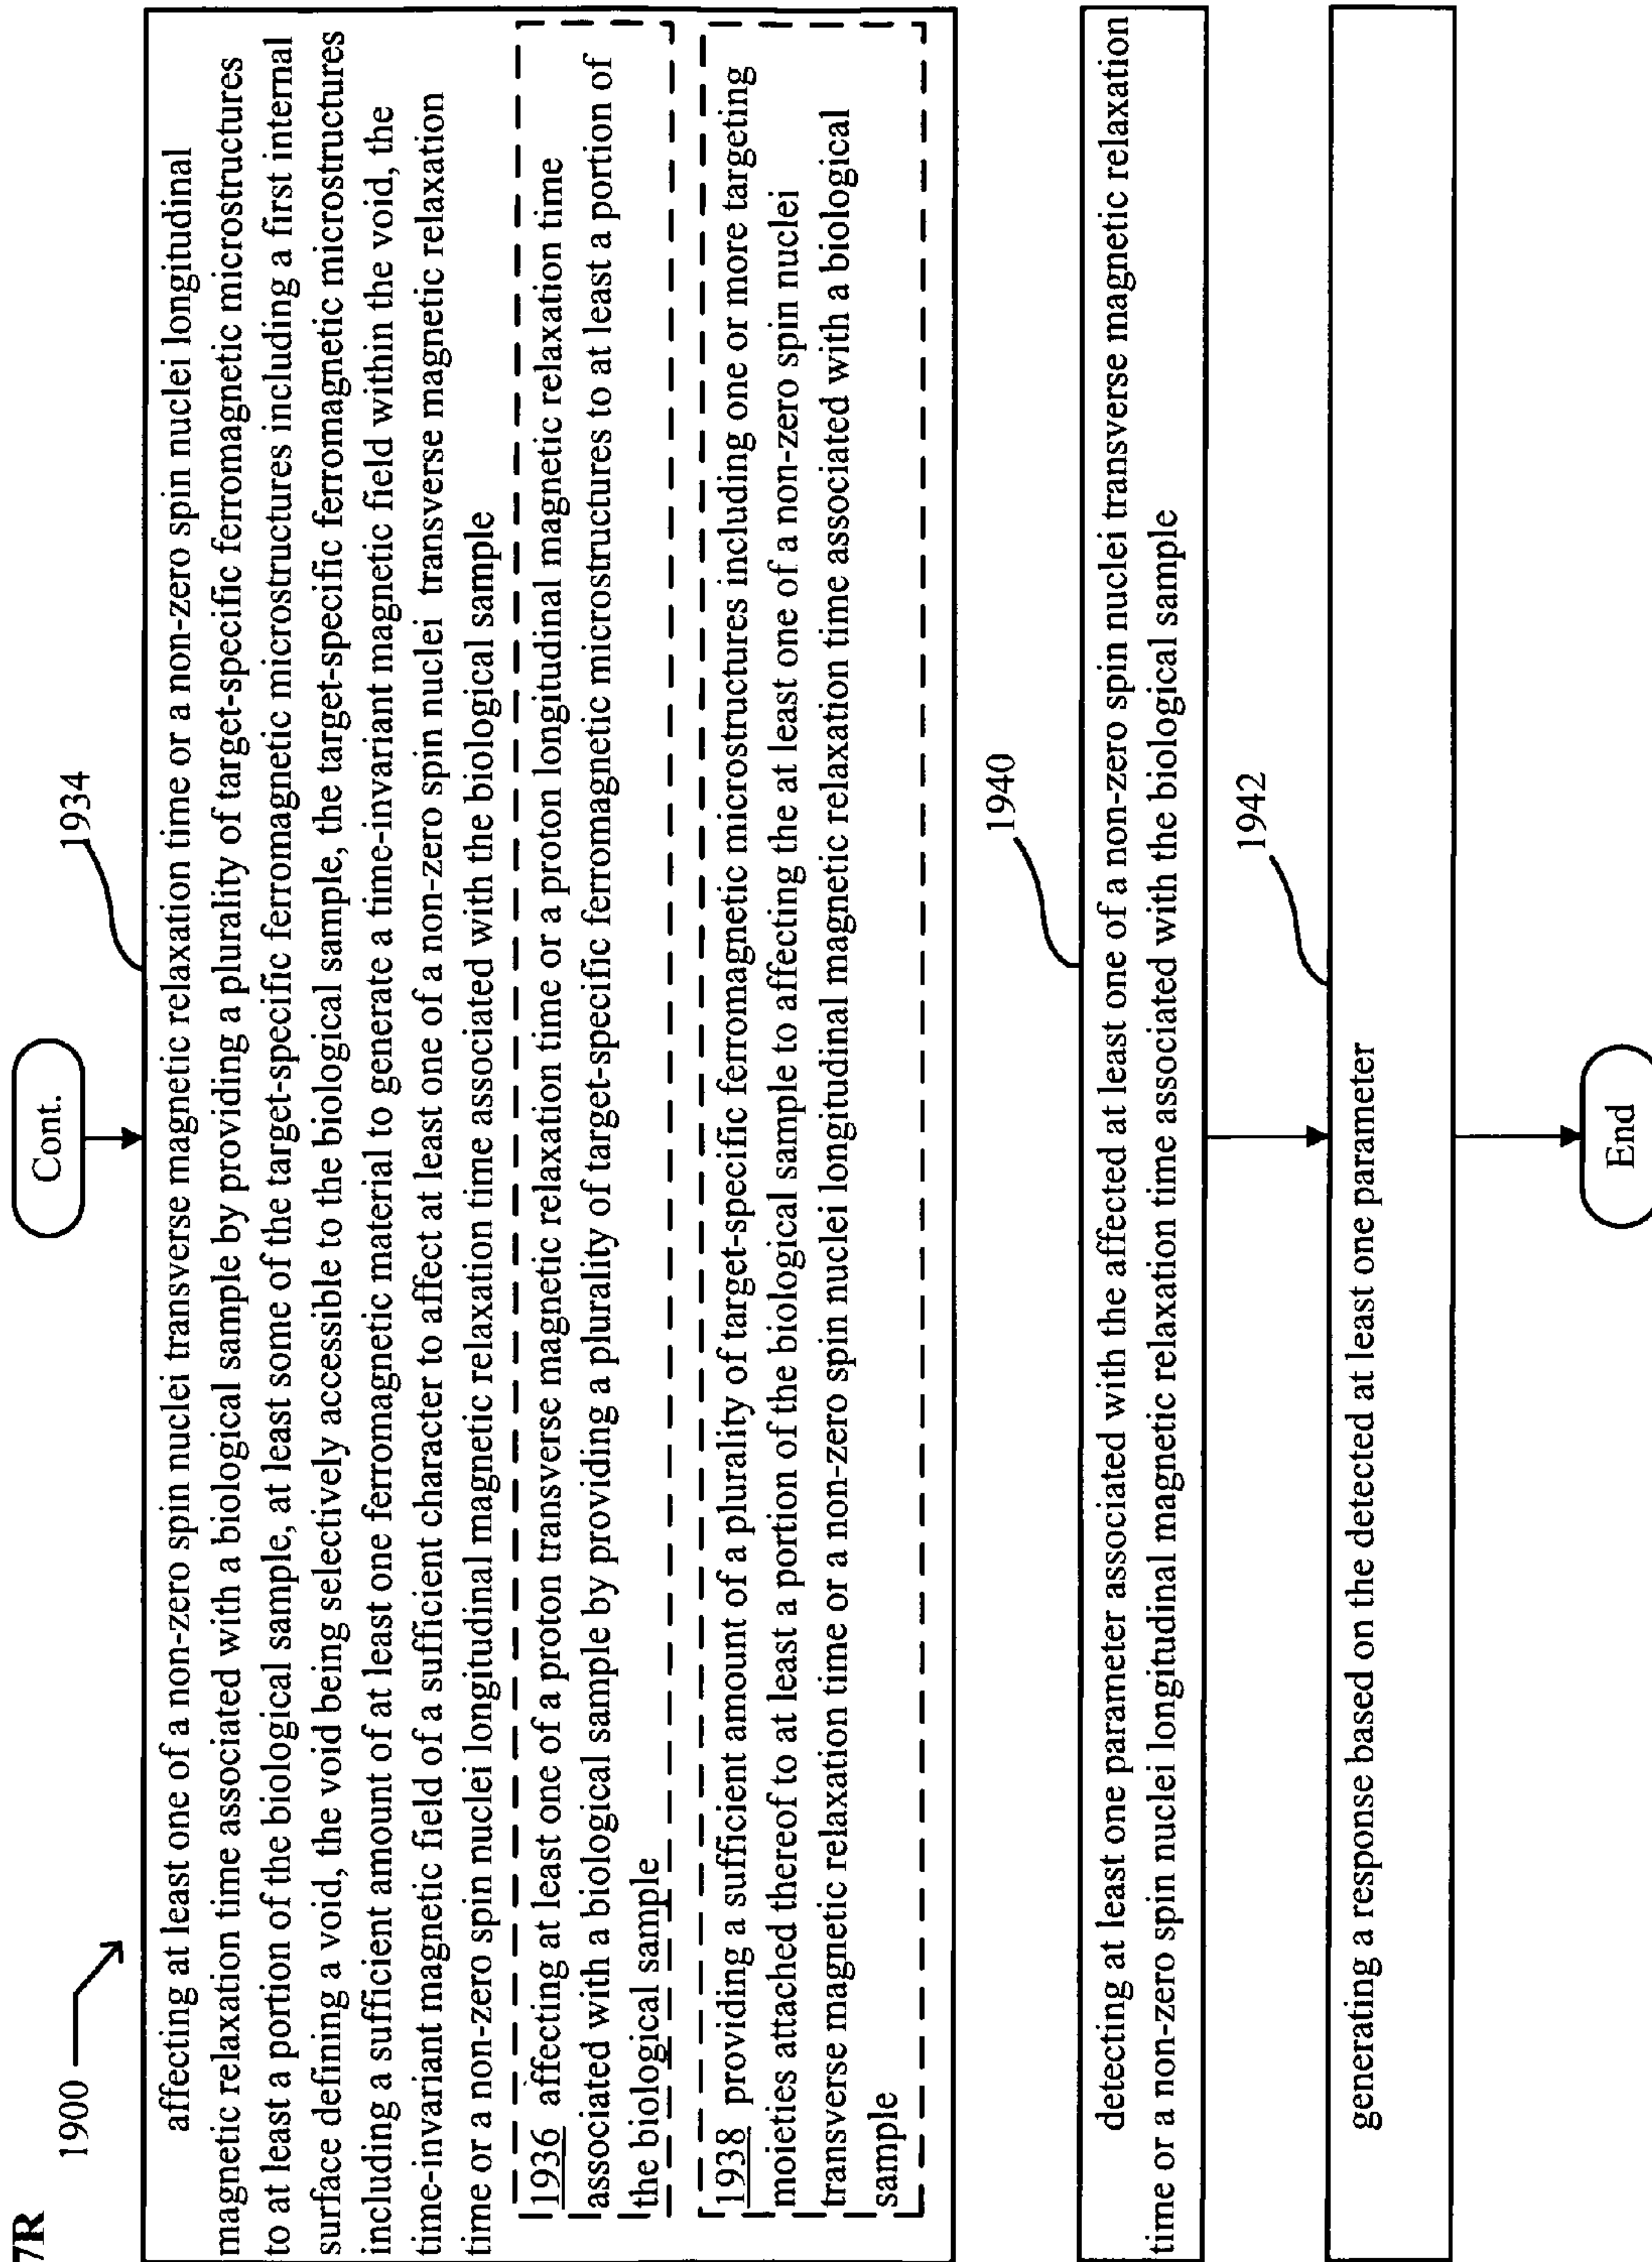 7R
1900
Cont.
1934
affecting at least one of a non-zero spin nuclei transverse magnetic relaxation time or a non-zero spin nuclei longitudinal
magnetic relaxation time associated with a biological sample by providing a plurality of target-specific ferromagnetic microstructures
to at least a portion of the biological sample, at least some of the target-specific ferromagnetic microstructures including a first internal
surface defining a void, the void being selectively accessible to the biological sample, the target-specific ferromagnetic microstructures
including a sufficient amount of at least one ferromagnetic material to generate a time-invariant magnetic field within the void, the
time-invariant magnetic field of a sufficient character to affect at least one of a non-zero spin nuclei transverse magnetic relaxation
time or a non-zero spin nuclei longitudinal magnetic relaxation time associated with the biological sample
1936 affecting at least one of a proton transverse magnetic relaxation time or a proton longitudinal magnetic relaxation time
associated with a biological sample by providing a plurality of target-specific ferromagnetic microstructures to at least a portion of
the biological sample
1938 providing a sufficient amount of a plurality of target-specific ferromagnetic microstructures including one or more targeting
moieties attached thereof to at least a portion of the biological sample to affecting the at least one of a non-zero spin nuclei
transverse magnetic relaxation time or a non-zero spin nuclei longitudinal magnetic relaxation time associated with a biological
sample
1940
detecting at least one parameter associated with the affected at least one of a non-zero spin nuclei transverse magnetic relaxation
time or a non-zero spin nuclei longitudinal magnetic relaxation time associated with the biological sample
1942
generating a response based on the detected at least one parameter
End